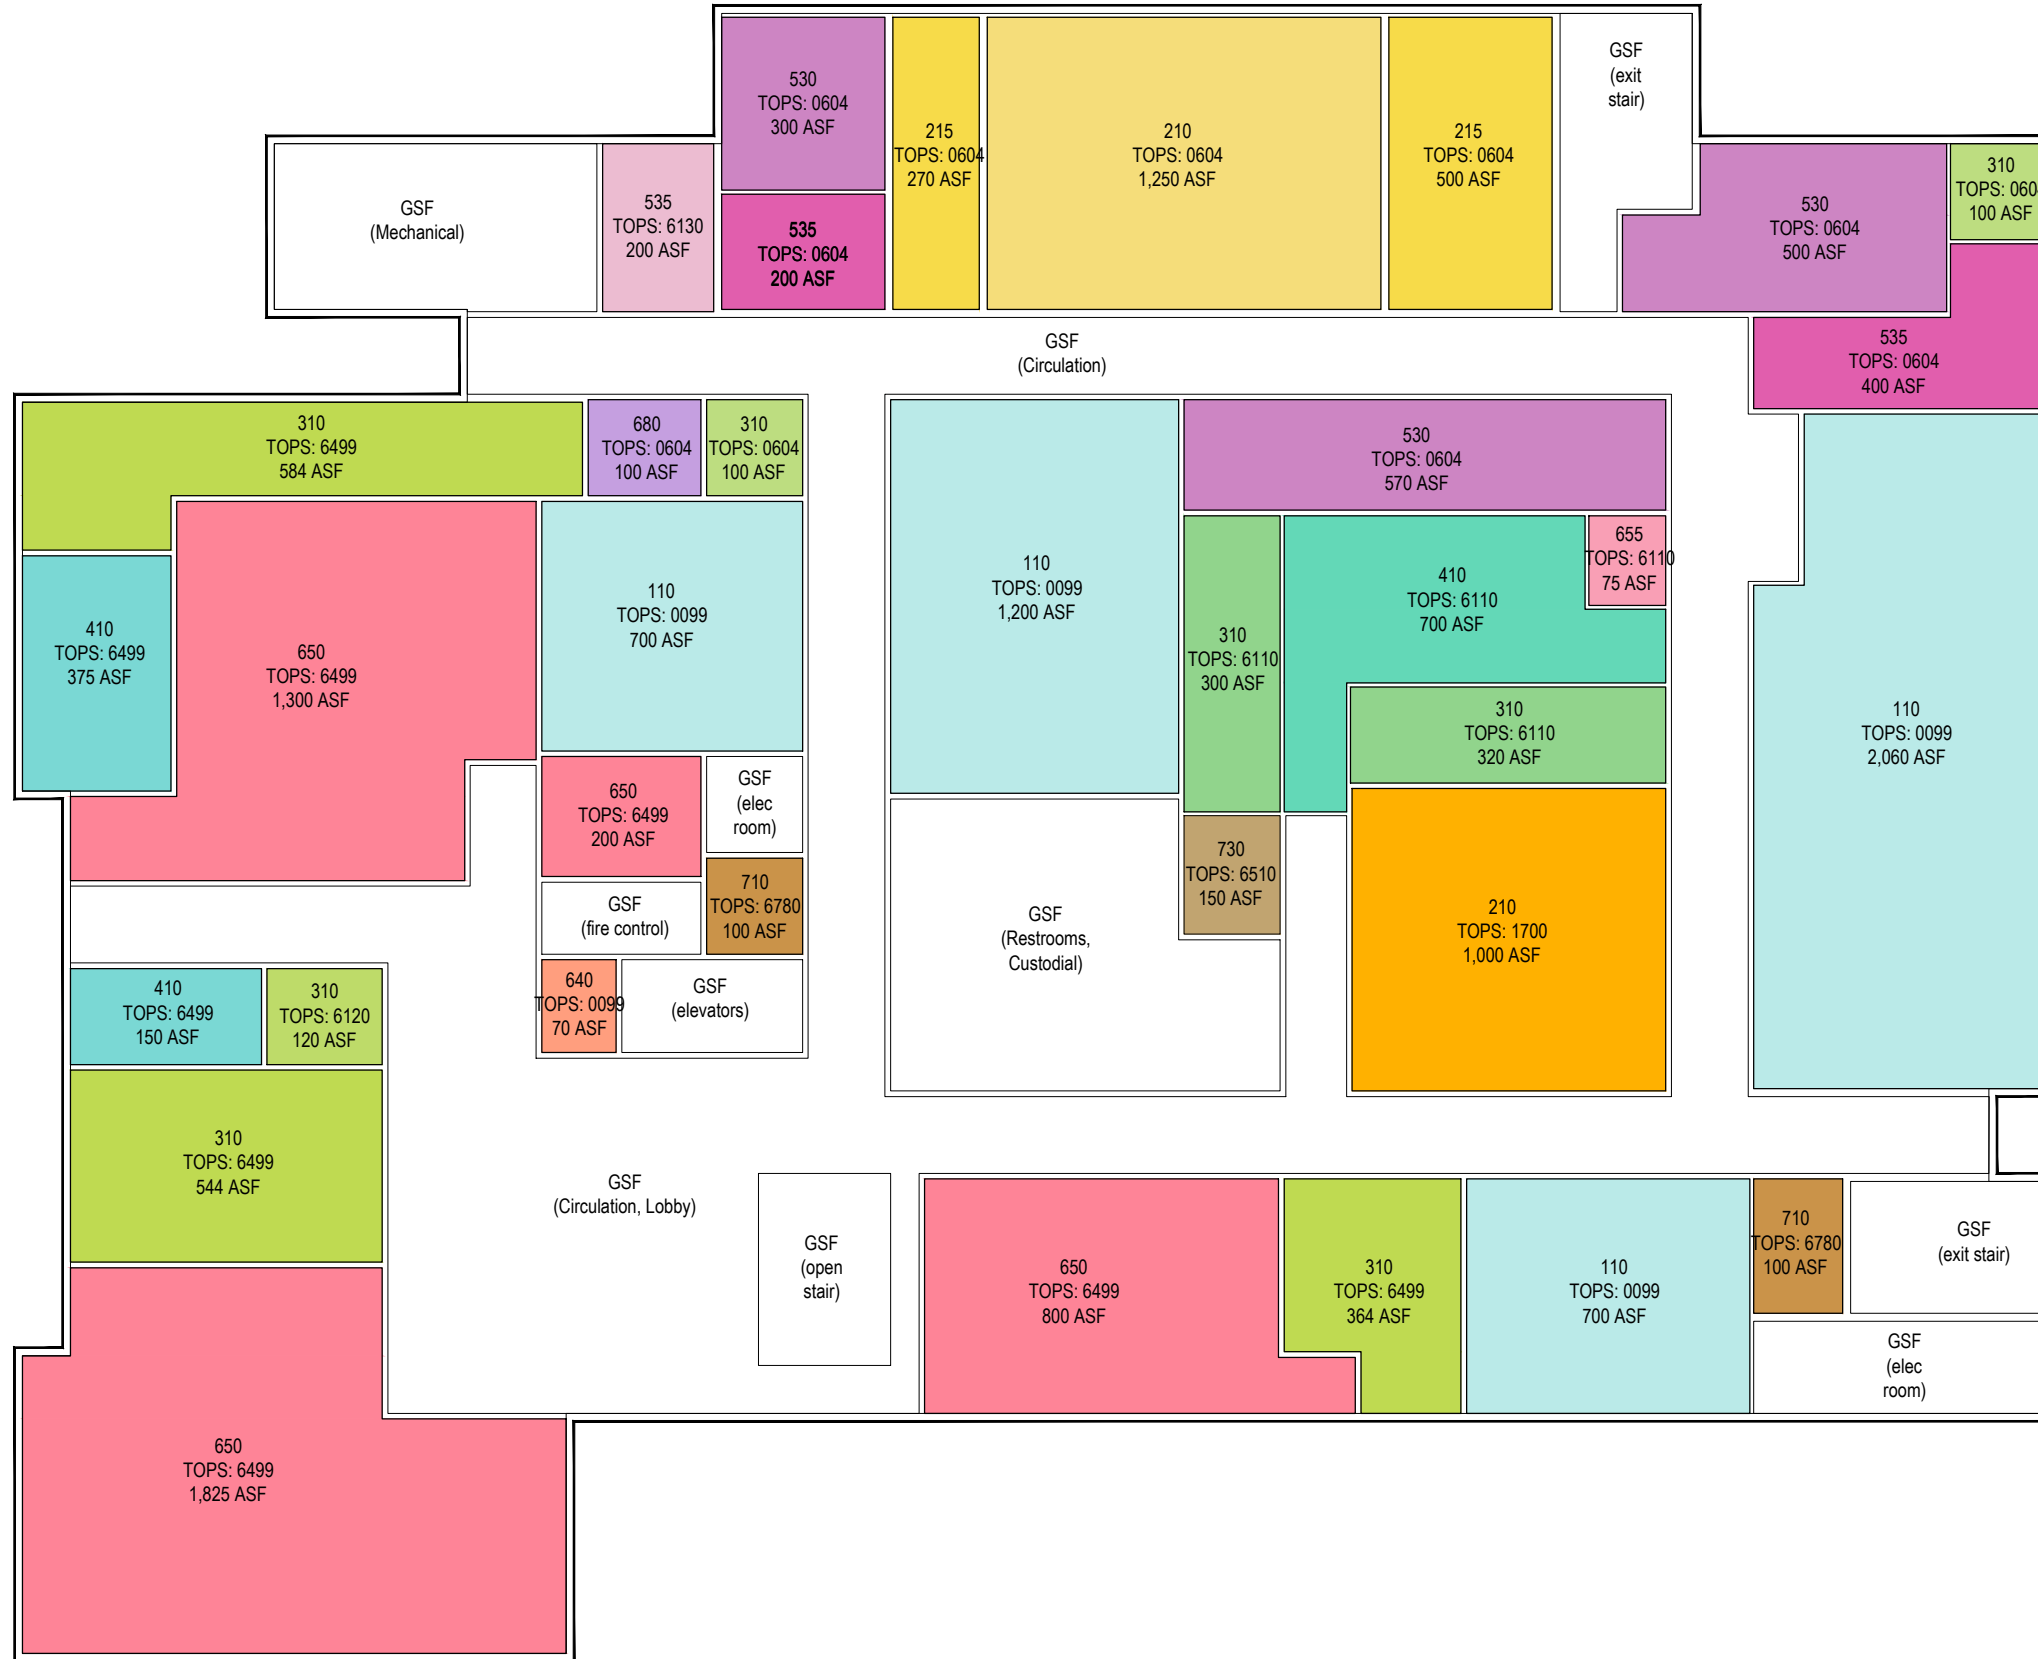 530
TOPS: 0604
300 ASF
215
TOPS: 0604
270 ASF
210
TOPS: 0604
1,250 ASF
215
TOPS: 0604
500 ASF
GSF
(exit
stair)
GSF
(Mechanical)
535
TOPS: 6130
200 ASF
535
TOPS: 0604
200 ASF
530
TOPS: 0604
500 ASF
310
TOPS: 060
100 ASF
GSF
(Circulation)
535
TOPS: 0604
400 ASF
310
TOPS: 6499
584 ASF
680
TOPS: 0604
100 ASF
310
TOPS: 0604
100 ASF
530
TOPS: 0604
570 ASF
410
TOPS: 6499
375 ASF
650
TOPS: 6499
1,300 ASF
110
TOPS: 0099
700 ASF
110
TOPS: 0099
1,200 ASF
310
TOPS: 6110
300 ASF
410
TOPS: 6110
700 ASF
655
TOPS: 6110
75 ASF
310
TOPS: 6110
320 ASF
110
TOPS: 0099
2,060 ASF
650
TOPS: 6499
200 ASF
GSF
(elec
room)
GSF
(fire control)
710
TOPS: 6780
100 ASF
730
TOPS: 6510
150 ASF
GSF
(Restrooms,
Custodial)
210
TOPS: 1700
1,000 ASF
410
TOPS: 6499
150 ASF
310
TOPS: 6120
120 ASF
640
TOPS: 0099
70 ASF
GSF
(elevators)
310
TOPS: 6499
544 ASF
GSF
(Circulation, Lobby)
GSF
(open
stair)
650
TOPS: 6499
800 ASF
310
TOPS: 6499
364 ASF
110
TOPS: 0099
700 ASF
710
TOPS: 6780
100 ASF
GSF
(exit stair)
GSF
(elec
room)
650
TOPS: 6499
1,825 ASF